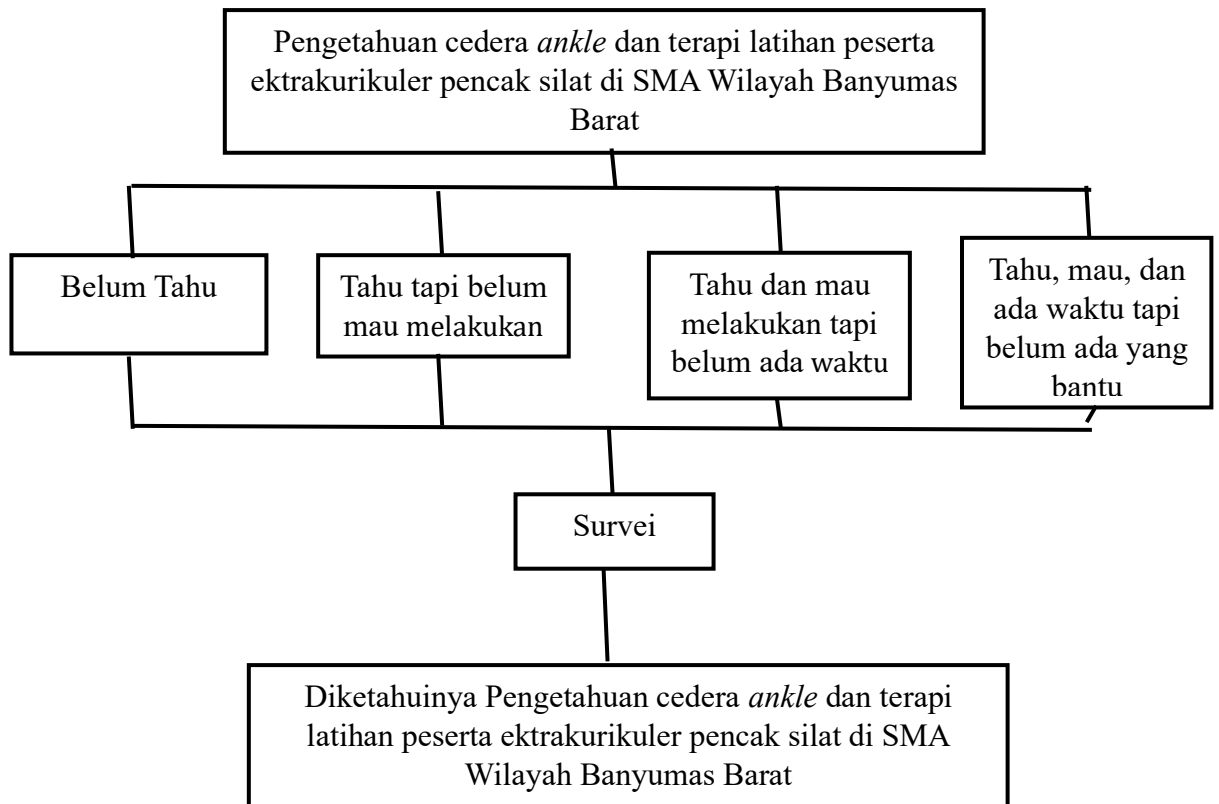 Pengetahuan cedera ankle dan terapi latihan peserta
ektrakurikuler pencak silat di SMA Wilayah Banyumas
Barat
Belum Tahu
Tahu tapi belum
mau melakukan
Tahu dan mau
melakukan tapi
belum ada waktu
Tahu, mau, dan
ada waktu tapi
belum ada yang
bantu
Survei
Diketahuinya Pengetahuan cedera ankle dan terapi
latihan peserta ektrakurikuler pencak silat di SMA
Wilayah Banyumas Barat